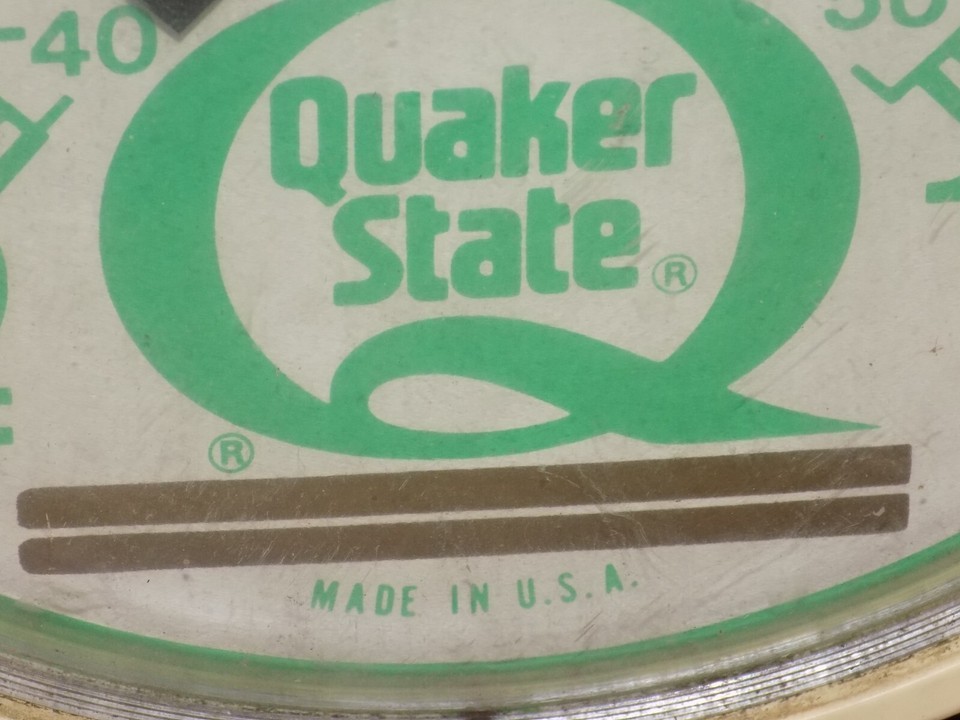 -40
Quaker
State ®
®
MADE IN U.S.A.